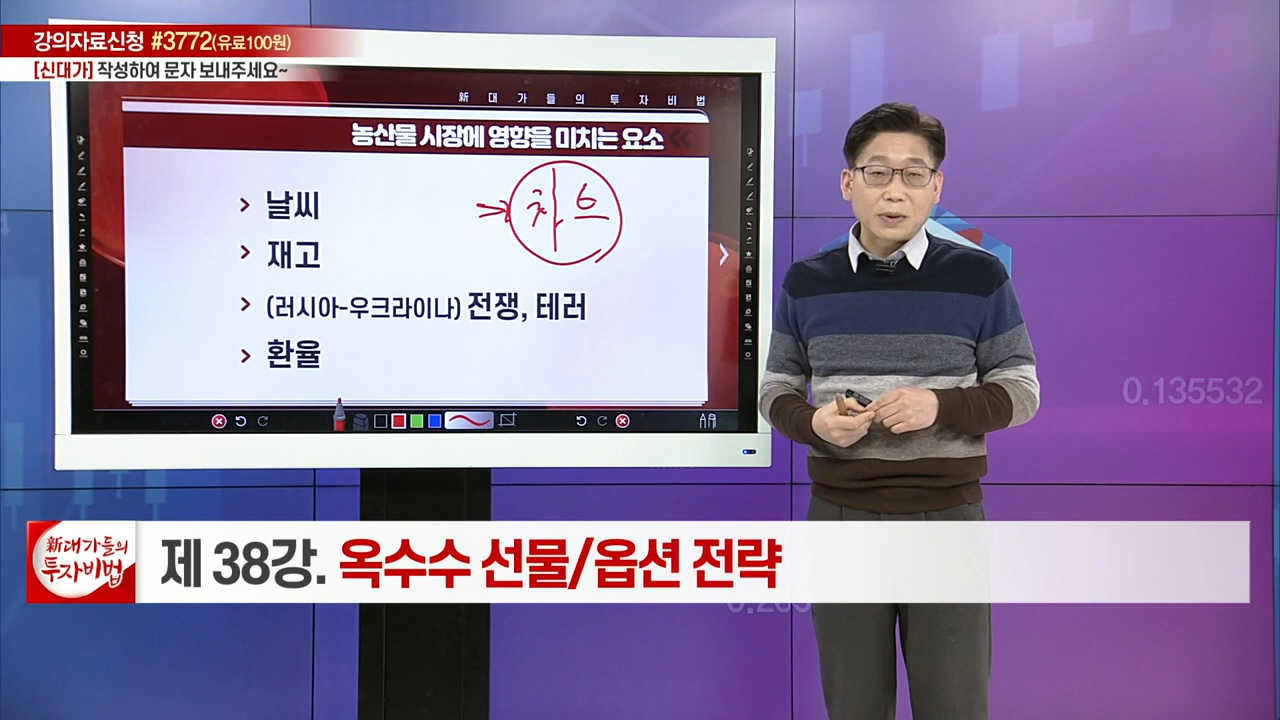 강의자료신청 #3772(유료100원)
[신대가] 작성하여 문자 보내주세요~
新대가들의 투자비법
농산물 시장에 영향을 미치는 요소
> 날씨
> 재고
> (러시아-우크라이나) 전쟁, 테러
> 환율
0.135532
新대가들의
투자비법
제 38강. 옥수수 선물/옵션 전략